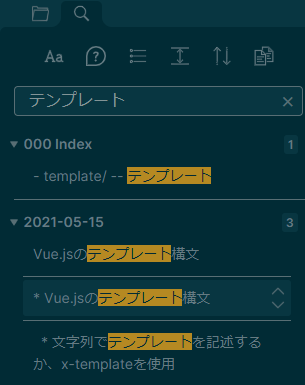 Aa
テンプレート
000 Index
1
- template/ -- テンプレート
2021-05-15
3
Vue.jsのテンプレート構文
* Vue.jsのテンプレート構文
* 文字列でテンプレートを記述する
か、x-templateを使用